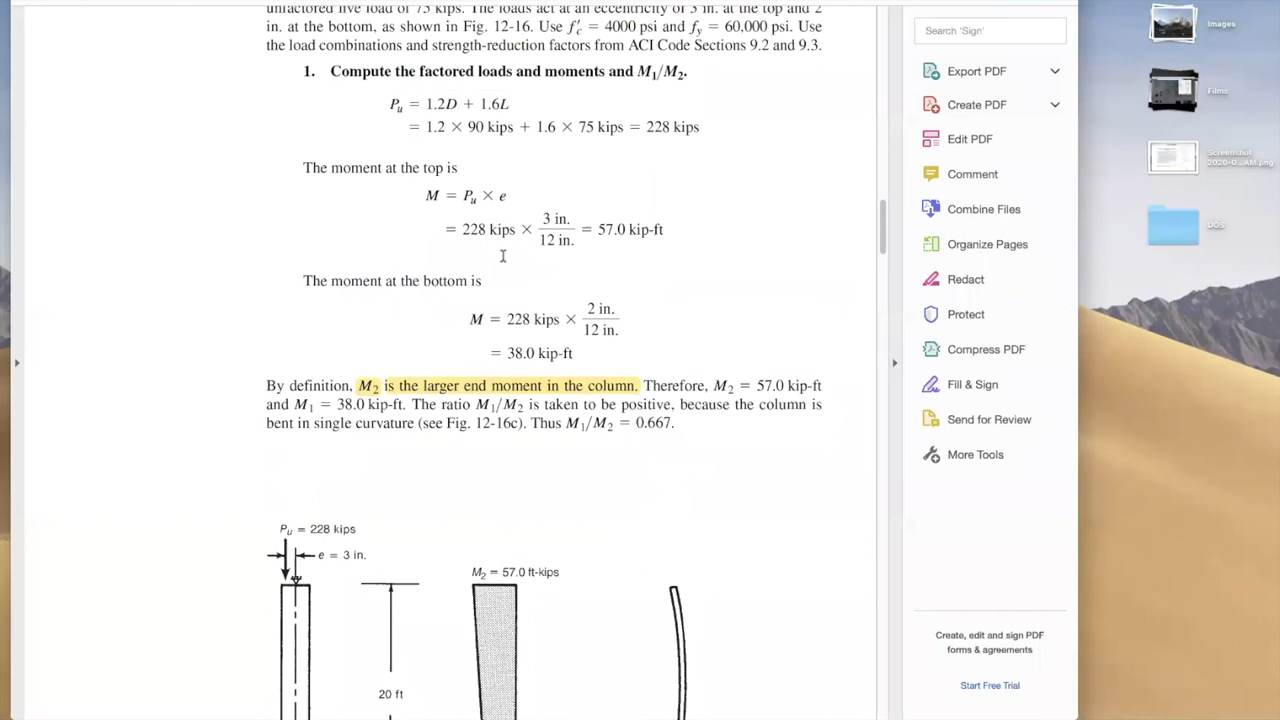 unfactored live load of 75 kips. The loads act at an eccentricity of 3 in. at the top and 2
in. at the bottom, as shown in Fig. 12-16. Use f′c = 4000 psi and fy = 60,000 psi. Use
the load combinations and strength-reduction factors from ACI Code Sections 9.2 and 9.3.
1. Compute the factored loads and moments and M1/M2.
Pu = 1.2D + 1.6L
= 1.2 × 90 kips + 1.6 × 75 kips = 228 kips
The moment at the top is
M = Pu × e
= 228 kips × 3 in./12 in. = 57.0 kip-ft
The moment at the bottom is
M = 228 kips × 2 in./12 in.
= 38.0 kip-ft
By definition, M2 is the larger end moment in the column. Therefore, M2 = 57.0 kip-ft
and M1 = 38.0 kip-ft. The ratio M1/M2 is taken to be positive, because the column is
bent in single curvature (see Fig. 12-16c). Thus M1/M2 = 0.667.
Pu = 228 kips
e = 3 in.
M2 = 57.0 ft-kips
20 ft
Search 'Sign'
Export PDF
Create PDF
Edit PDF
Comment
Combine Files
Organize Pages
Redact
Protect
Compress PDF
Fill & Sign
Send for Review
More Tools
Create, edit and sign PDF
forms & agreements
Start Free Trial
Images
Films
Screenshot
2020-0...AM.png